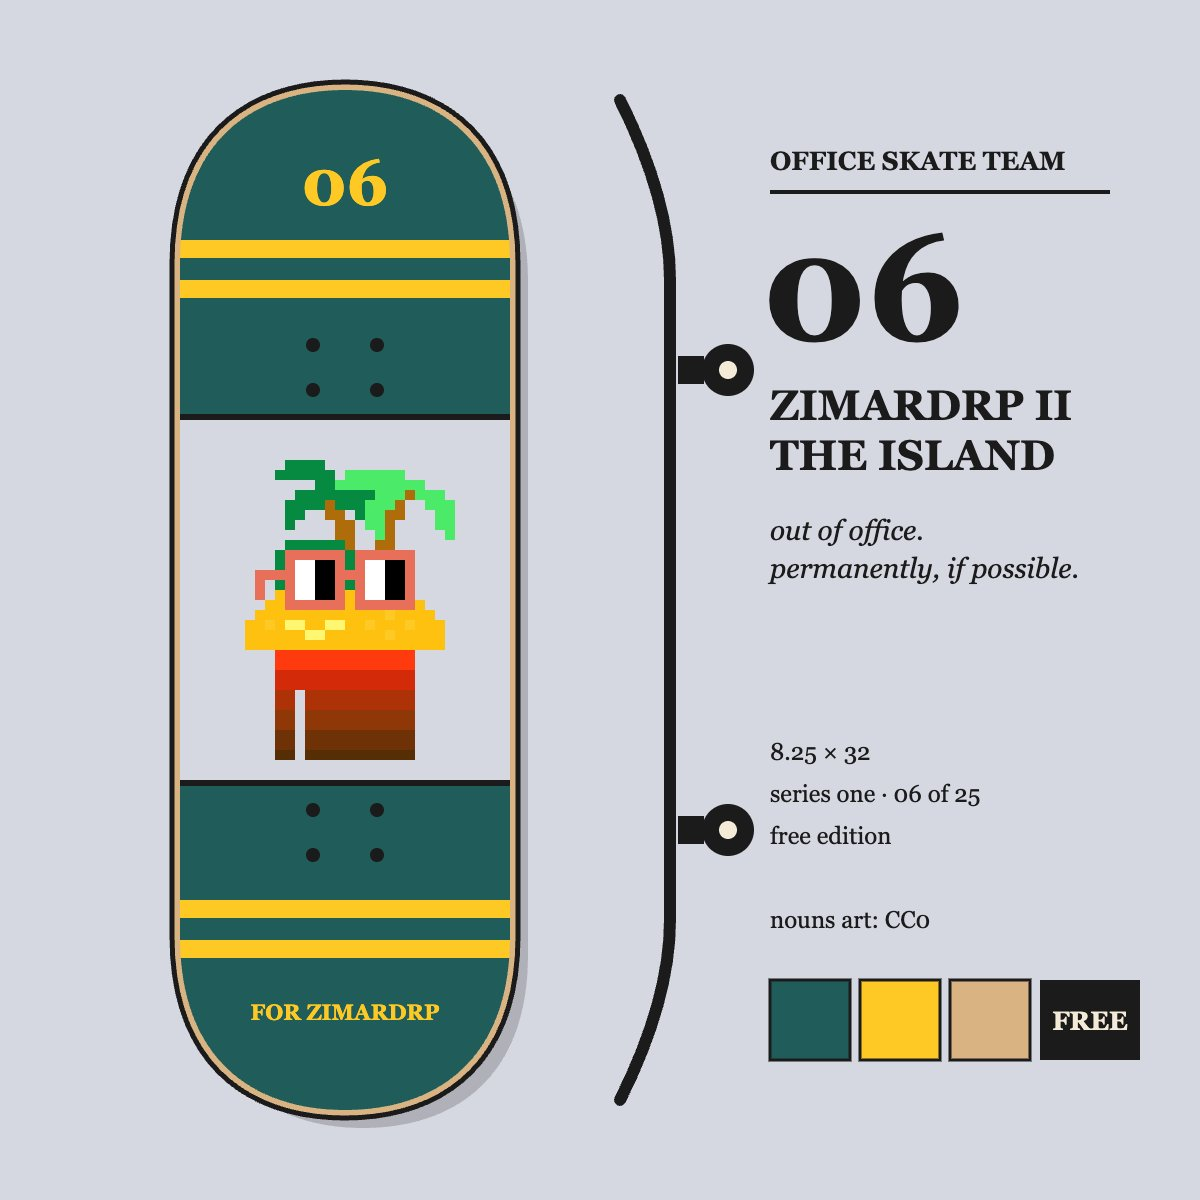 06
FOR ZIMARDRP
OFFICE SKATE TEAM
06
ZIMARDRP II
THE ISLAND
out of office.
permanently, if possible.
8.25 × 32
series one · 06 of 25
free edition
nouns art: CC0
FREE